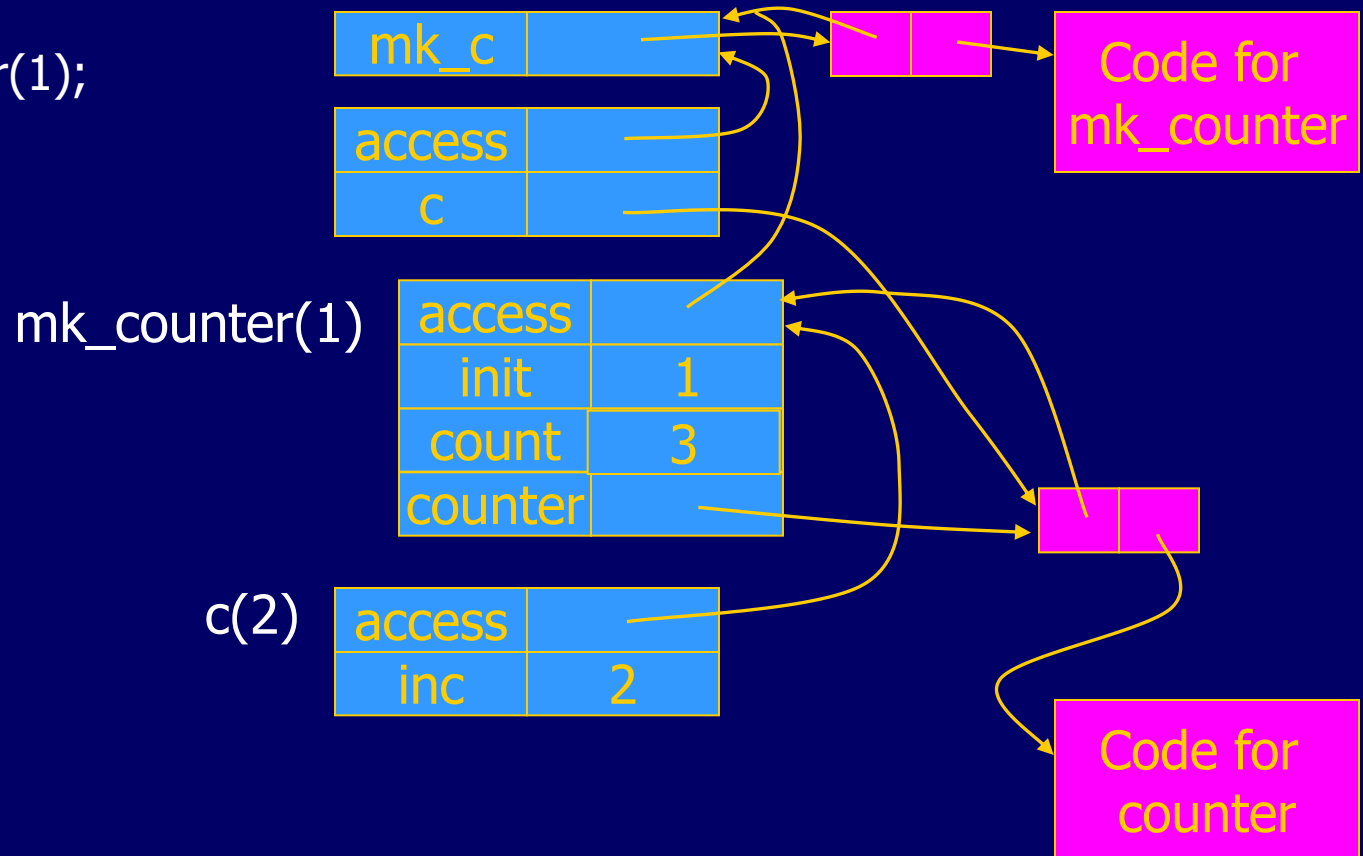 r(1);
mk_c
Code for
mk_counter
access
c
mk_counter(1)
access
init 1
count 3
counter
c(2)
access
inc 2
Code for
counter